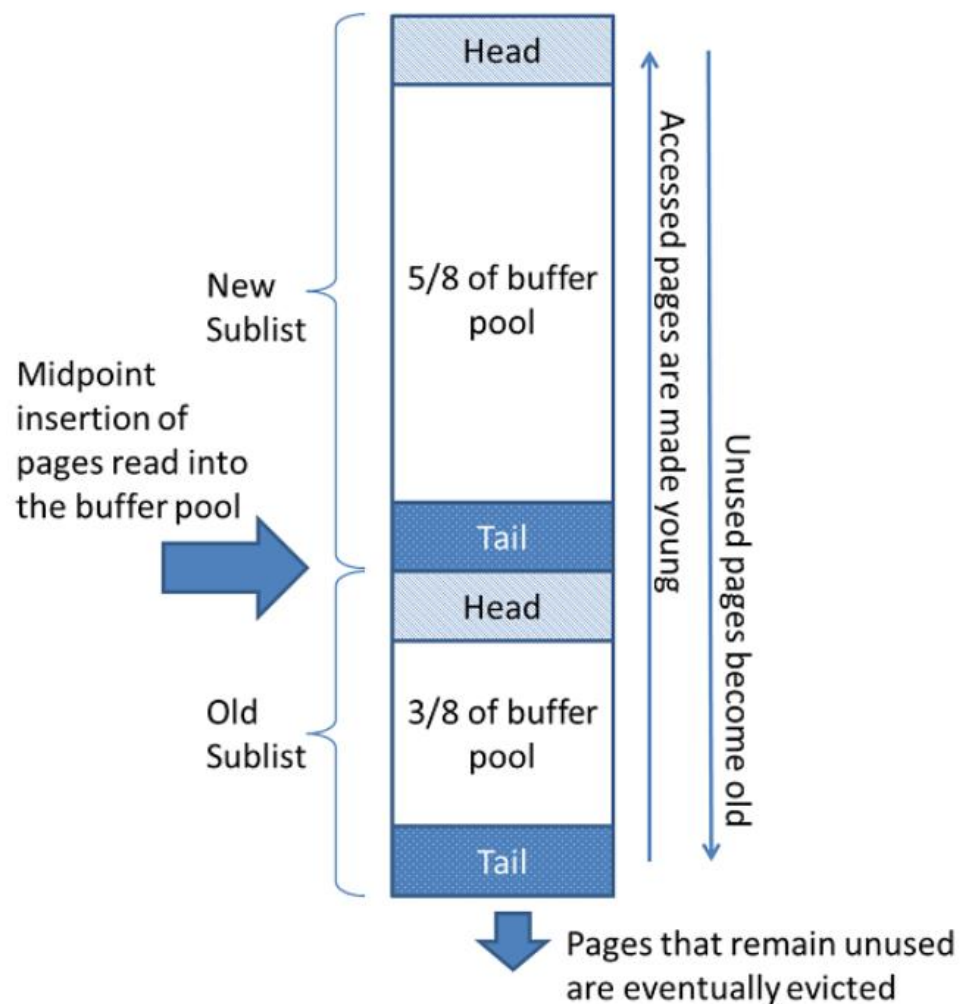 Head
5/8 of buffer
pool
New
Sublist
Accessed pages are made young
Unused pages become old
Midpoint
insertion of
pages read into
the buffer pool
Tail
Head
3/8 of buffer
pool
Old
Sublist
Tail
Pages that remain unused
are eventually evicted